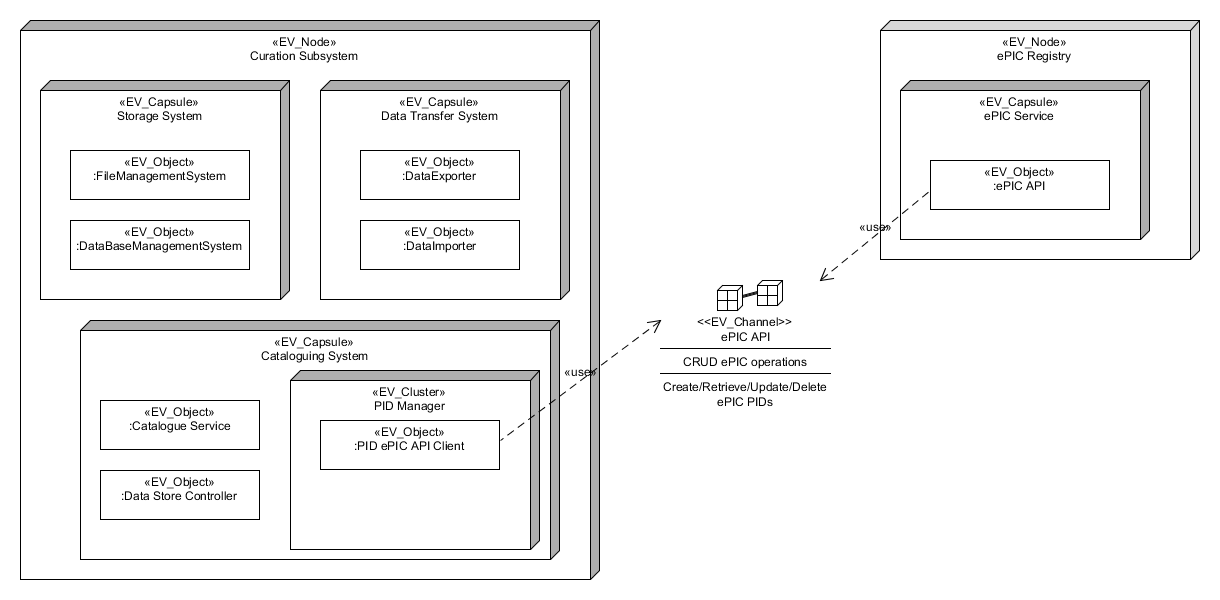 «EV_Node»
Curation Subsystem
«EV_Capsule»
Storage System
«EV_Object»
:FileManagementSystem
«EV_Object»
:DataBaseManagementSystem
«EV_Capsule»
Data Transfer System
«EV_Object»
:DataExporter
«EV_Object»
:DataImporter
«EV_Capsule»
Cataloguing System
«EV_Object»
:Catalogue Service
«EV_Object»
:Data Store Controller
«EV_Cluster»
PID Manager
«EV_Object»
:PID ePIC API Client
«use»
<<EV_Channel>>
ePIC API
CRUD ePIC operations
Create/Retrieve/Update/Delete
ePIC PIDs
«use»
«EV_Node»
ePIC Registry
«EV_Capsule»
ePIC Service
«EV_Object»
:ePIC API